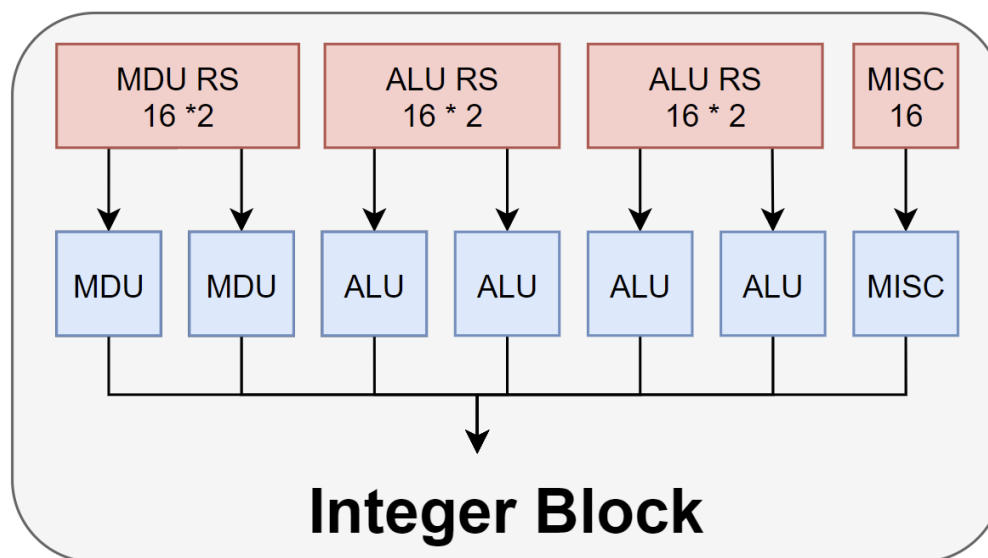 MDU RS
16 *2
ALU RS
16 * 2
ALU RS
16 * 2
MISC
16
MDU
MDU
ALU
ALU
ALU
ALU
MISC
Integer Block